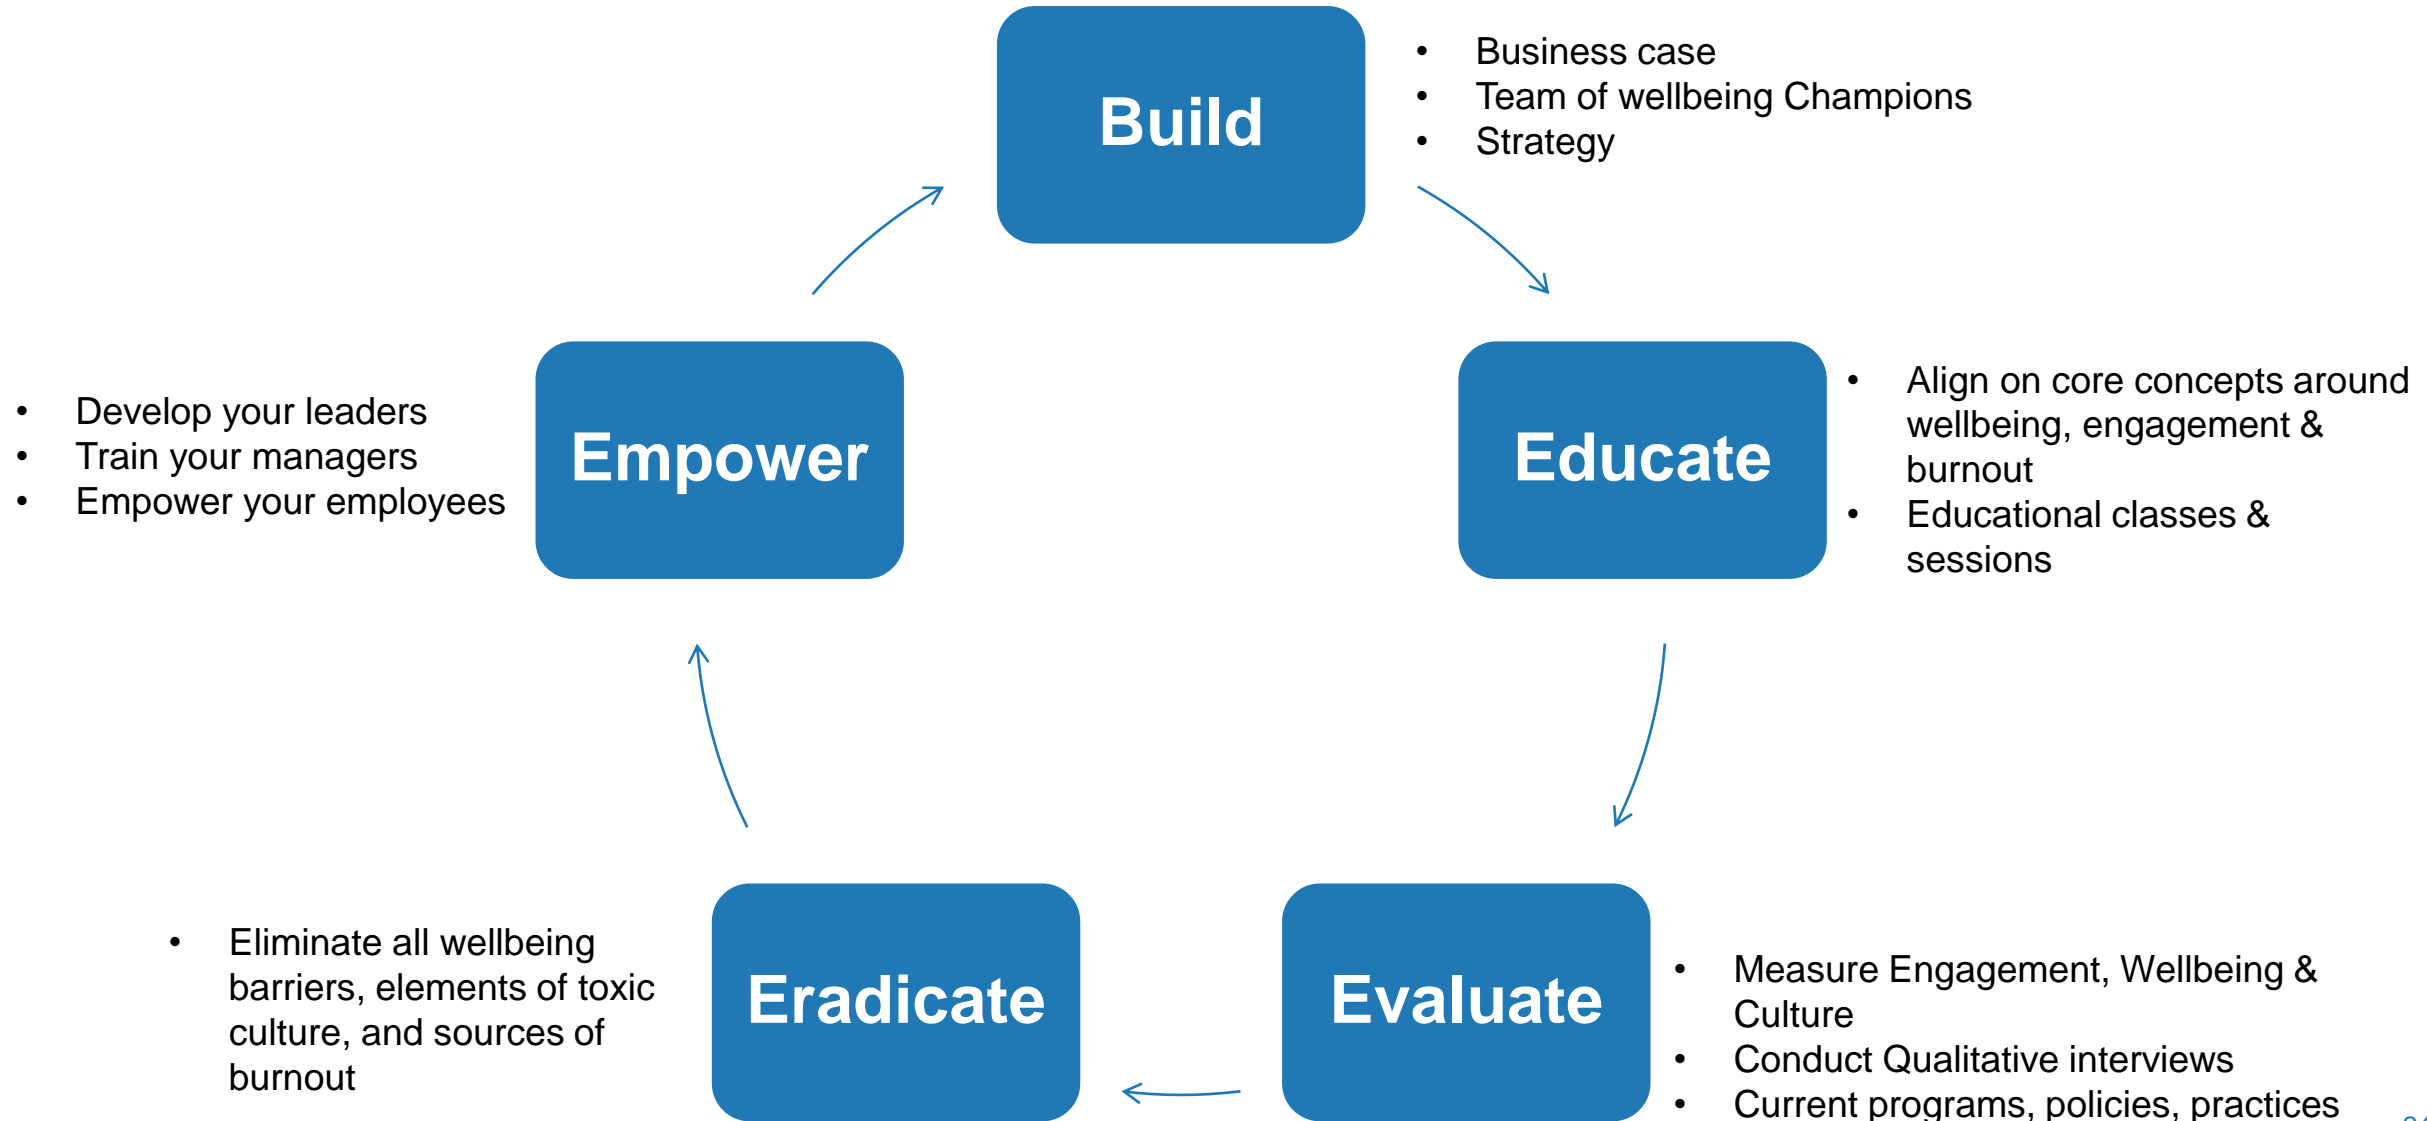 Build
• Business case
• Team of wellbeing Champions
• Strategy
Educate
• Align on core concepts around
wellbeing, engagement &
burnout
• Educational classes &
sessions
Evaluate
• Measure Engagement, Wellbeing &
Culture
• Conduct Qualitative interviews
• Current programs, policies, practices
Eradicate
• Eliminate all wellbeing
barriers, elements of toxic
culture, and sources of
burnout
Empower
• Develop your leaders
• Train your managers
• Empower your employees